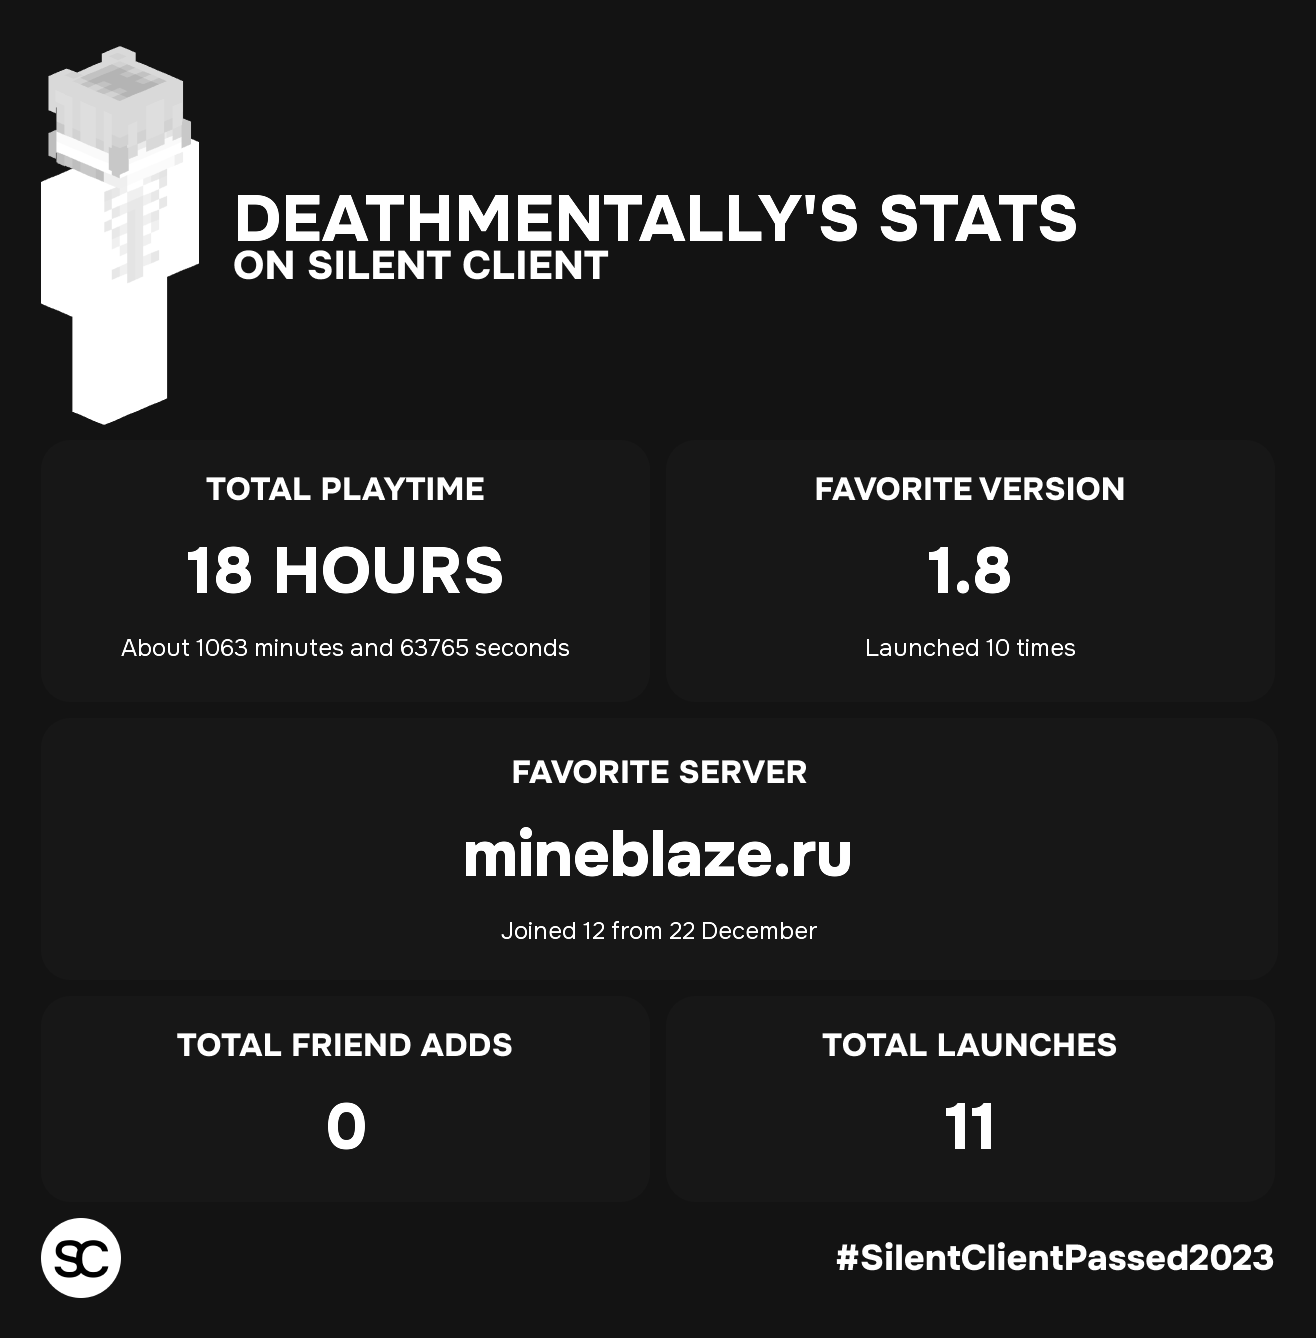 DEATHMENTALLY'S STATS
ON SILENT CLIENT
TOTAL PLAYTIME
18 HOURS
About 1063 minutes and 63765 seconds
FAVORITE VERSION
1.8
Launched 10 times
FAVORITE SERVER
mineblaze.ru
Joined 12 from 22 December
TOTAL FRIEND ADDS
0
TOTAL LAUNCHES
11
SC
#SilentClientPassed2023